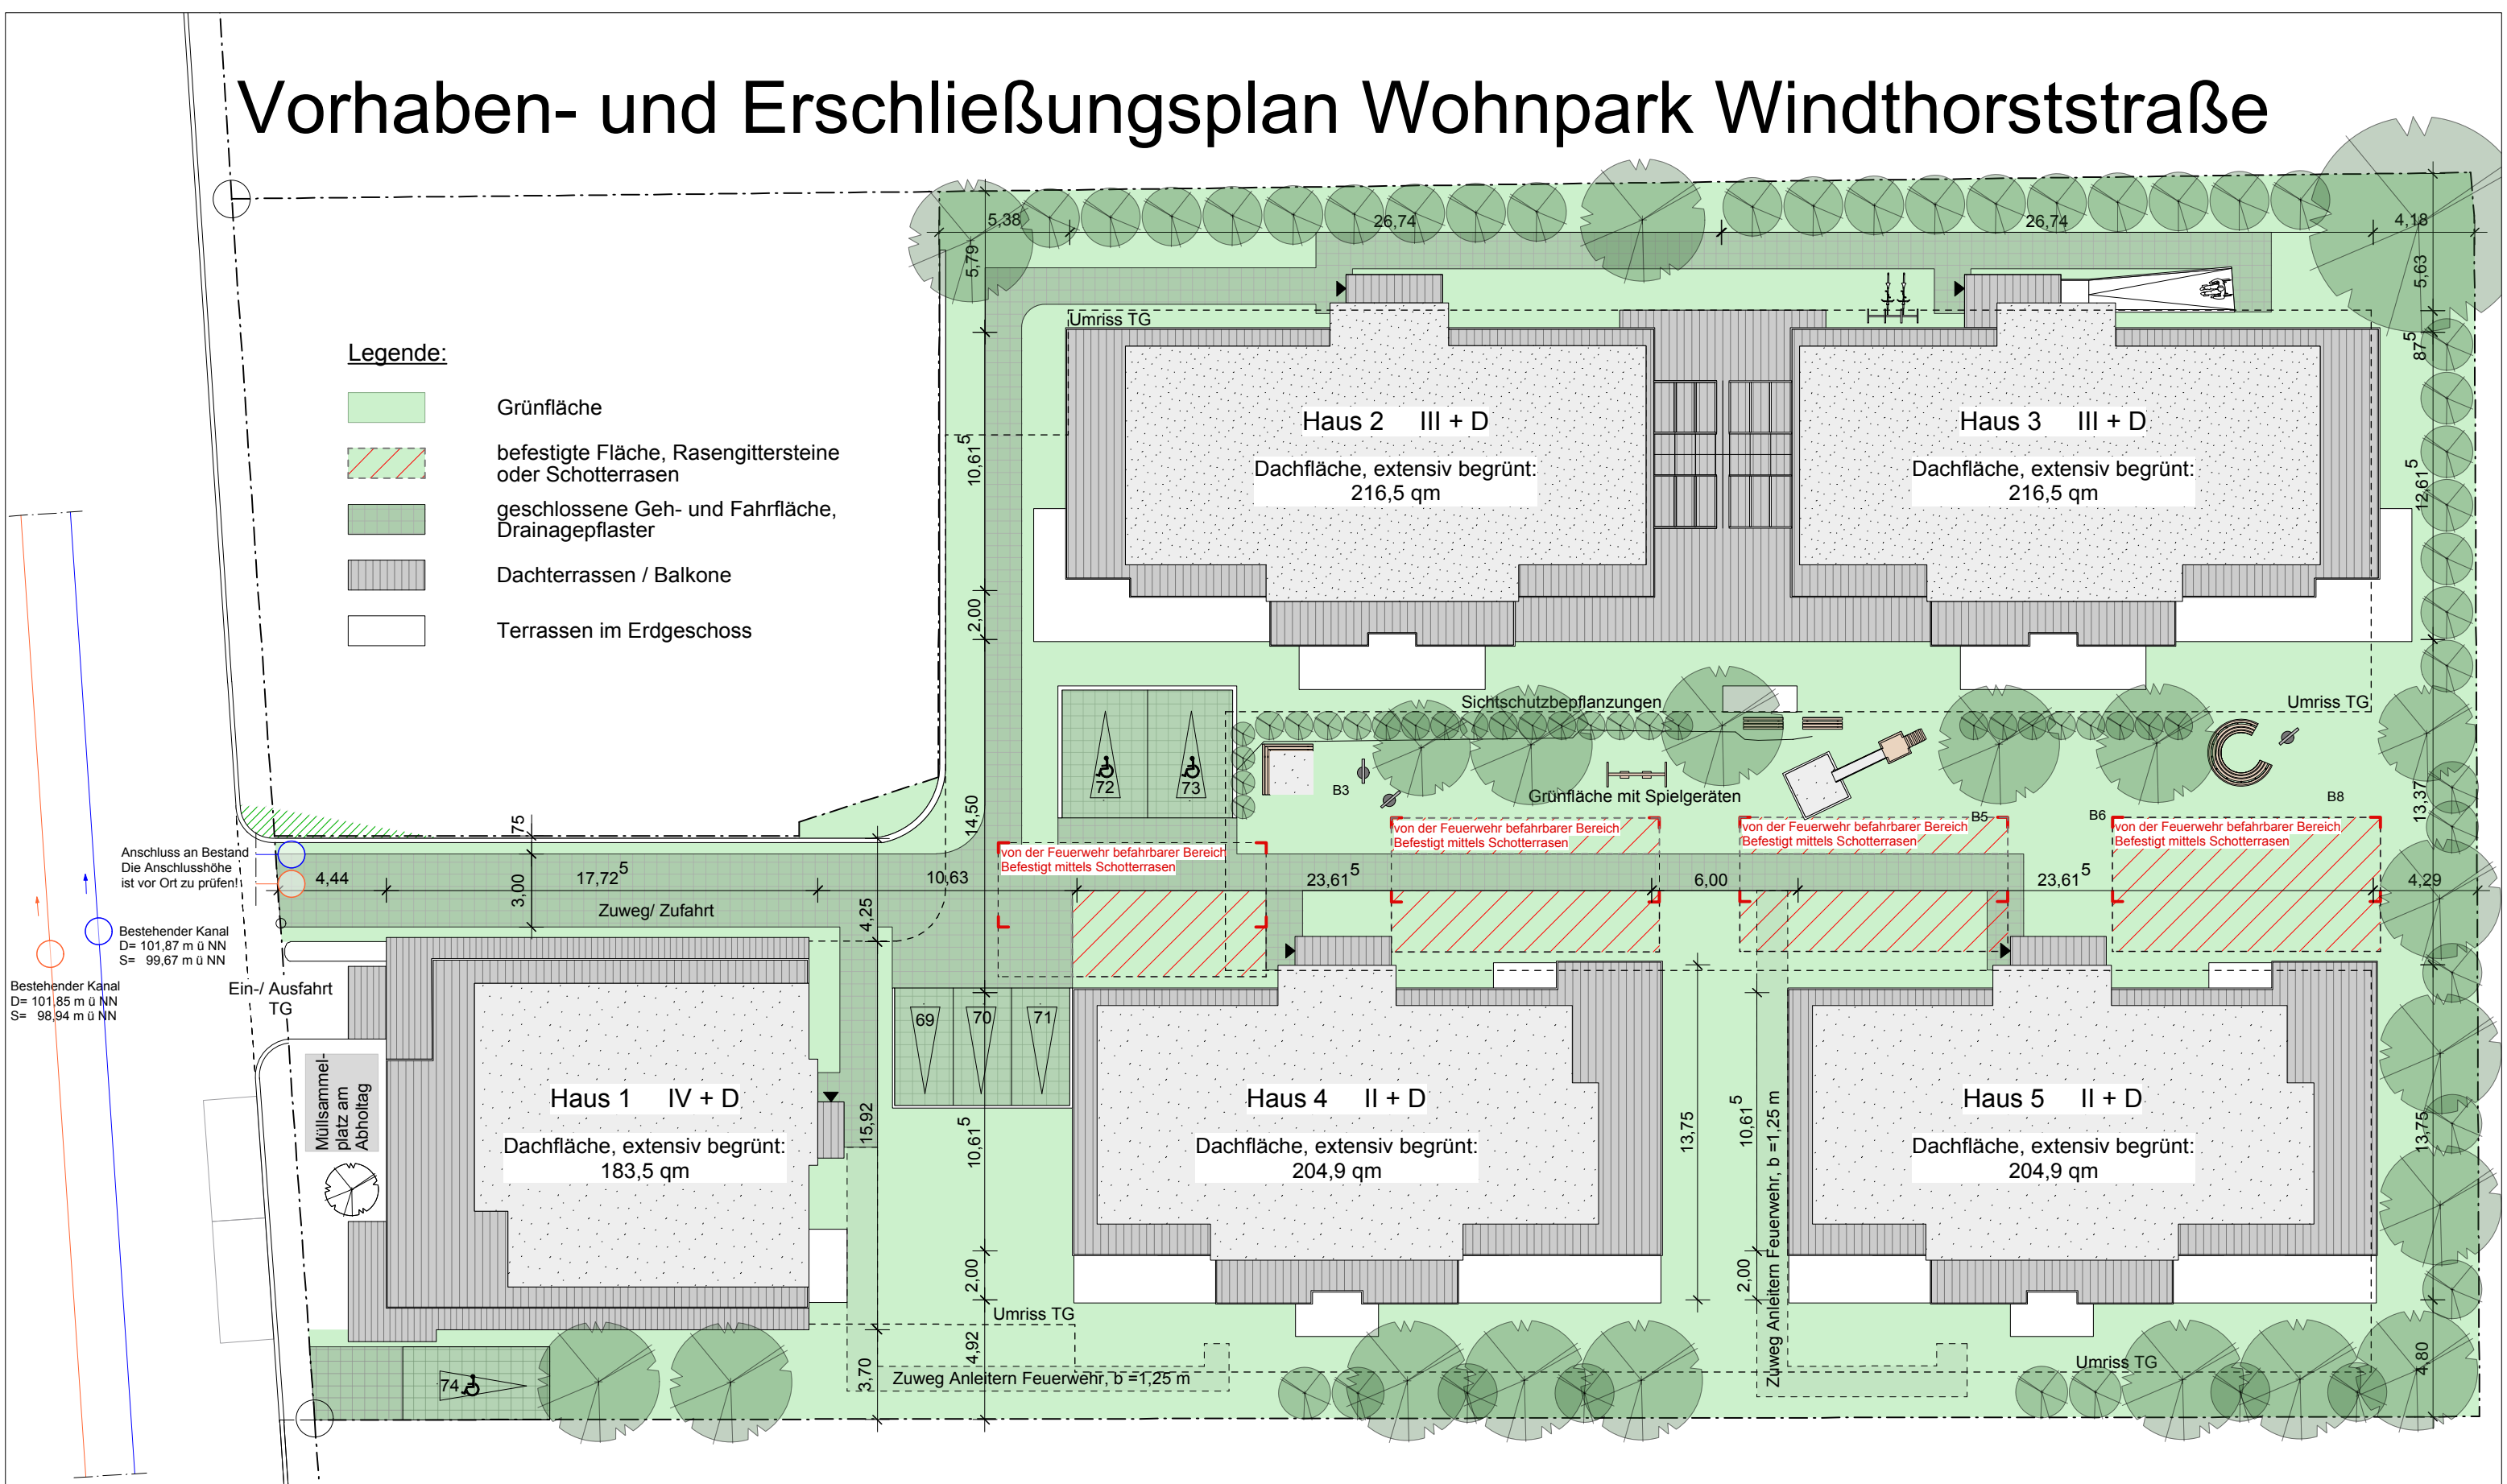 Vorhaben- und Erschließungsplan Wohnpark Windthorststraße
5,38
26,74
26,74
4,18
5,79
5,63
Umriss TG
87⁵
Legende:
Grünfläche
befestigte Fläche, Rasengittersteine
oder Schotterrasen
geschlossene Geh- und Fahrfläche,
Drainagepflaster
Dachterrassen / Balkone
Terrassen im Erdgeschoss
Haus 2 III + D
Dachfläche, extensiv begrünt:
216,5 qm
Haus 3 III + D
Dachfläche, extensiv begrünt:
216,5 qm
10,61⁵
12,61⁵
2,00
Sichtschutzbepflanzungen
Umriss TG
72
73
B3
Grünfläche mit Spielgeräten
B5
B6
B8
14,50
13,37
75
von der Feuerwehr befahrbarer Bereich
Befestigt mittels Schotterrasen
von der Feuerwehr befahrbarer Bereich
Befestigt mittels Schotterrasen
von der Feuerwehr befahrbarer Bereich
Befestigt mittels Schotterrasen
von der Feuerwehr befahrbarer Bereich
Befestigt mittels Schotterrasen
Anschluss an Bestand
Die Anschlusshöhe
ist vor Ort zu prüfen!
4,44
3,00
17,72⁵
10,63
23,61⁵
6,00
23,61⁵
4,29
Zuweg/ Zufahrt
4,25
Bestehender Kanal
D= 101,87 m ü NN
S= 99,67 m ü NN
Bestehender Kanal
D= 101,85 m ü NN
S= 98,94 m ü NN
Ein-/ Ausfahrt
TG
69
70
71
Müllsammel-
platz am
Abholtag
Haus 1 IV + D
Dachfläche, extensiv begrünt:
183,5 qm
15,92
10,61⁵
Haus 4 II + D
Dachfläche, extensiv begrünt:
204,9 qm
13,75
10,61⁵
Zuweg Anleitern Feuerwehr, b =1,25 m
Haus 5 II + D
Dachfläche, extensiv begrünt:
204,9 qm
13,75
2,00
2,00
Umriss TG
4,92
3,70
Zuweg Anleitern Feuerwehr, b =1,25 m
Umriss TG
4,80
74